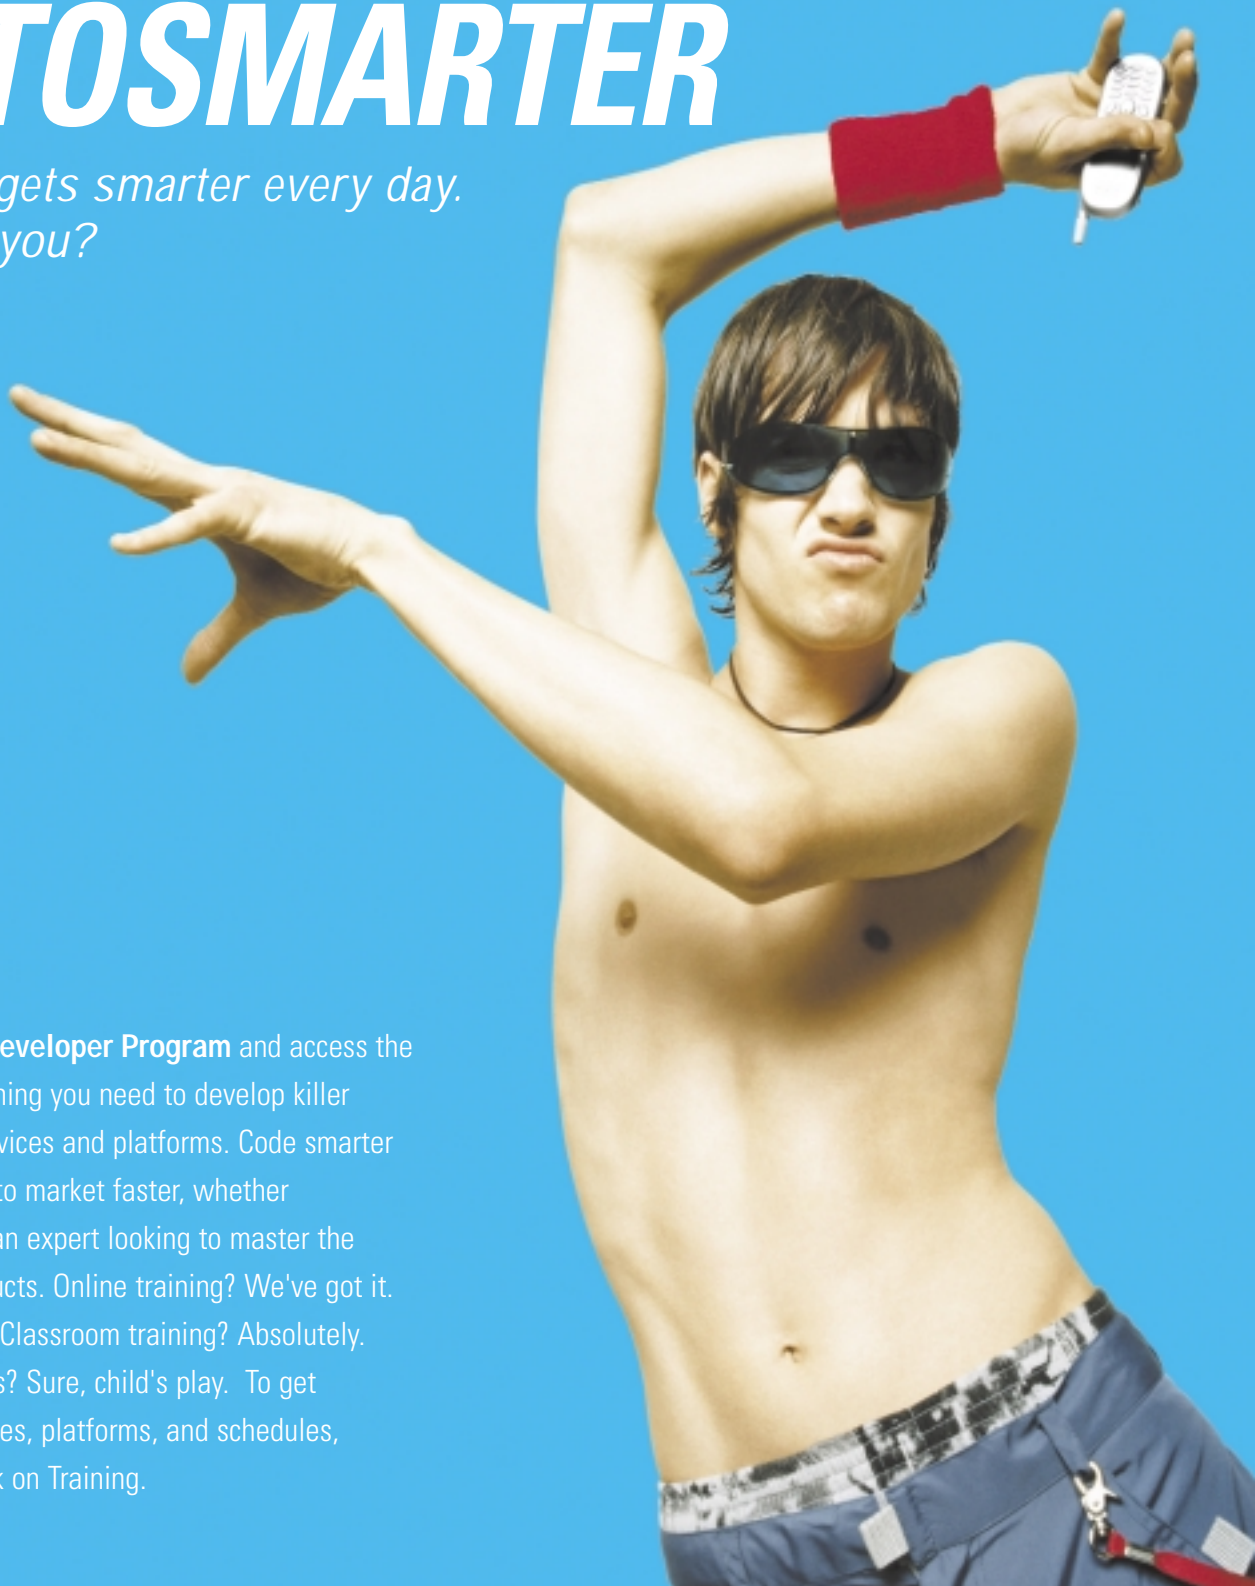 TOSMARTER
gets smarter every day.
you?
eveloper Program and access the
ning you need to develop killer
vices and platforms. Code smarter
to market faster, whether
an expert looking to master the
ucts. Online training? We've got it.
Classroom training? Absolutely.
s? Sure, child's play. To get
es, platforms, and schedules,
k on Training.